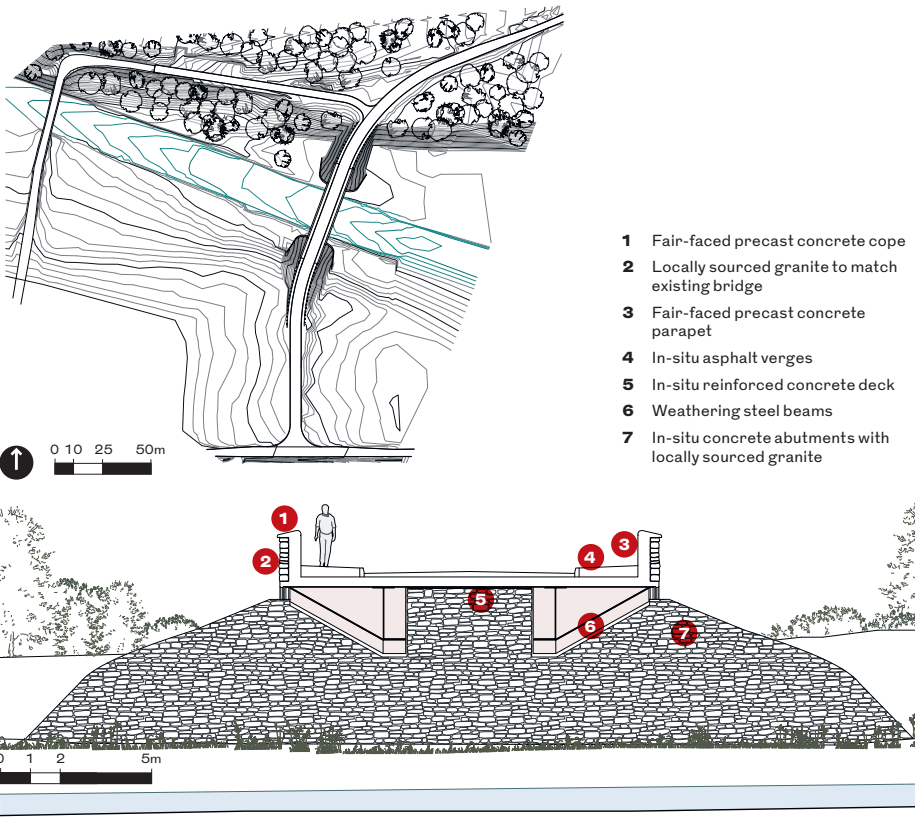 1 Fair-faced precast concrete cope
2 Locally sourced granite to match
existing bridge
3 Fair-faced precast concrete
parapet
4 In-situ asphalt verges
5 In-situ reinforced concrete deck
6 Weathering steel beams
7 In-situ concrete abutments with
locally sourced granite
0 10 25 50m
1
2
3
4
5
6
7
0 1 2 5m